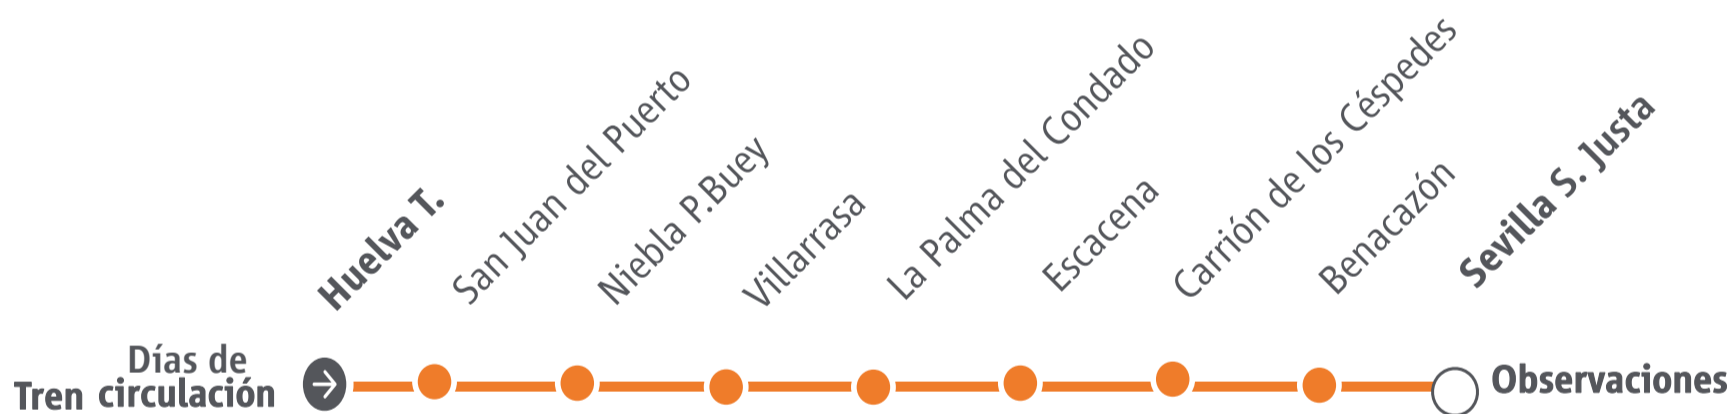 Huelva T.
San Juan del Puerto
Niebla P.Buey
Villarrasa
La Palma del Condado
Escacena
Carrión de los Céspedes
Benacazón
Sevilla S. Justa
Tren
Días de
circulación
Observaciones